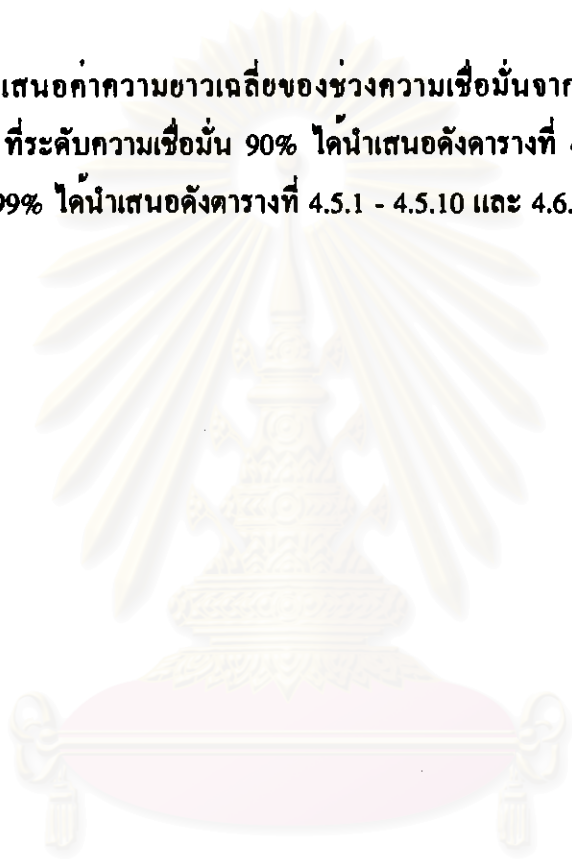 เสนอค่าความยาวเฉลี่ยของช่วงความเชื่อมั่นจาก
ที่ระดับความเชื่อมั่น 90% ได้นำเสนอดังตารางที่
99% ได้นำเสนอดังตารางที่ 4.5.1 - 4.5.10 และ 4.6.